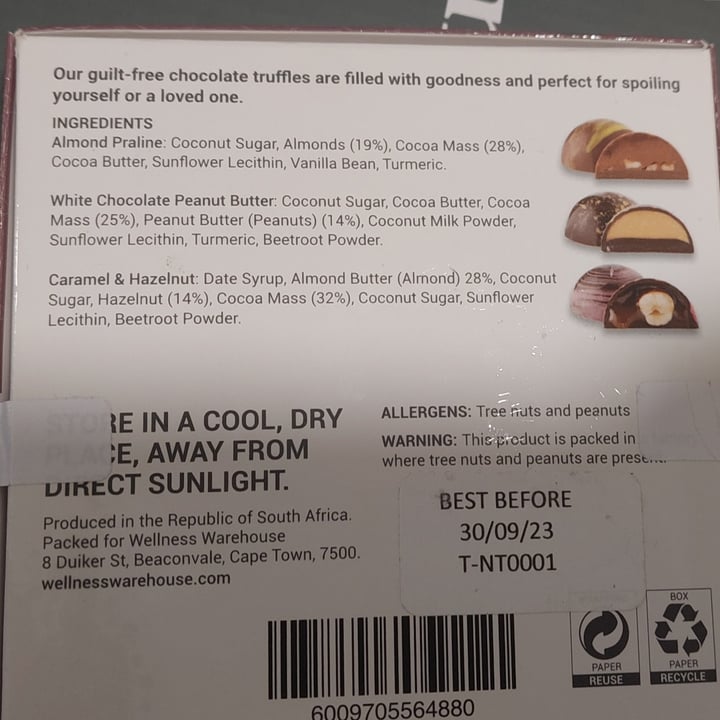 Our guilt-free chocolate truffles are filled with goodness and perfect for spoiling
yourself or a loved one.
INGREDIENTS
Almond Praline: Coconut Sugar, Almonds (19%), Cocoa Mass (28%),
Cocoa Butter, Sunflower Lecithin, Vanilla Bean, Turmeric.
White Chocolate Peanut Butter: Coconut Sugar, Cocoa Butter, Cocoa
Mass (25%), Peanut Butter (Peanuts) (14%), Coconut Milk Powder,
Sunflower Lecithin, Turmeric, Beetroot Powder.
Caramel & Hazelnut: Date Syrup, Almond Butter (Almond) 28%, Coconut
Sugar, Hazelnut (14%), Cocoa Mass (32%), Coconut Sugar, Sunflower
Lecithin, Beetroot Powder.
STORE IN A COOL, DRY
PLACE, AWAY FROM
DIRECT SUNLIGHT.
Produced in the Republic of South Africa.
Packed for Wellness Warehouse
8 Duiker St, Beaconvale, Cape Town, 7500.
wellnesswarehouse.com
ALLERGENS: Tree nuts and peanuts
WARNING: This product is packed in
where tree nuts and peanuts are present.
BEST BEFORE
30/09/23
T-NT0001
6009705564880
PAPER
REUSE
BOX
PAPER
RECYCLE